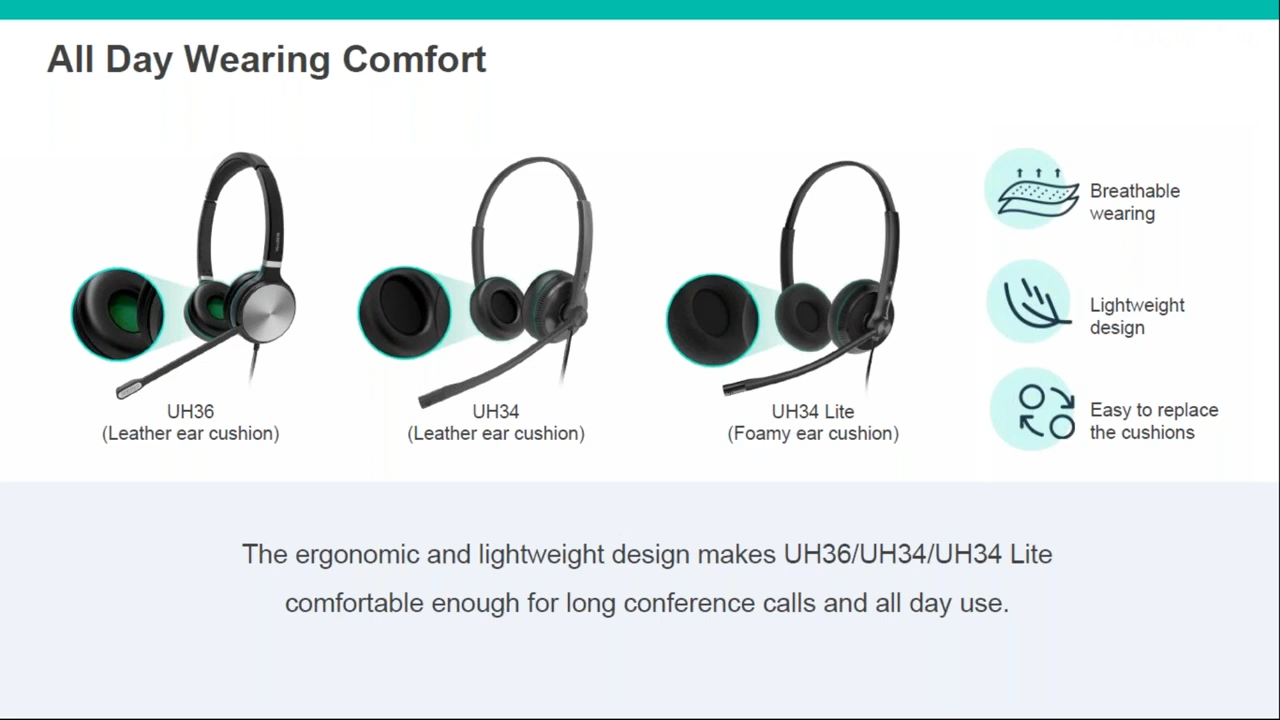 All Day Wearing Comfort
Breathable
wearing
Lightweight
design
Easy to replace
the cushions
UH36
(Leather ear cushion)
UH34
(Leather ear cushion)
UH34 Lite
(Foamy ear cushion)
The ergonomic and lightweight design makes UH36/UH34/UH34 Lite
comfortable enough for long conference calls and all day use.